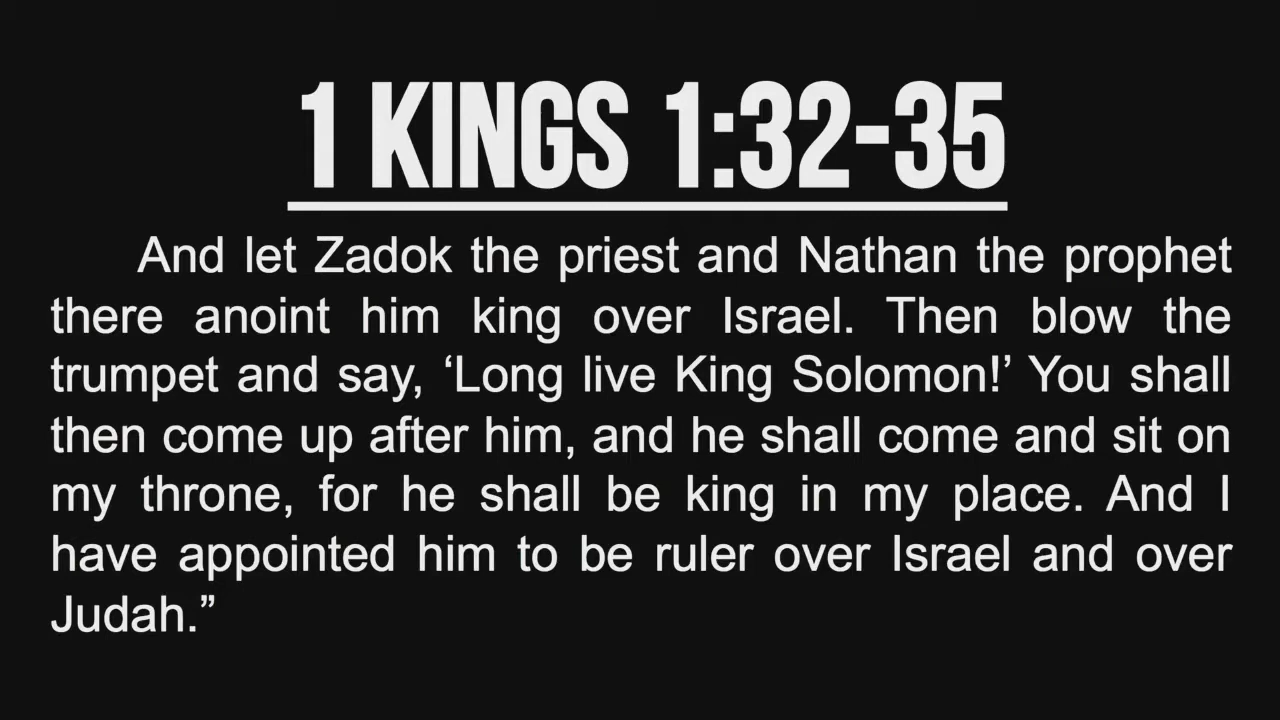 1 KINGS 1:32-35
And let Zadok the priest and Nathan the prophet
there anoint him king over Israel. Then blow the
trumpet and say, ‘Long live King Solomon!’ You shall
then come up after him, and he shall come and sit on
my throne, for he shall be king in my place. And I
have appointed him to be ruler over Israel and over
Judah.”